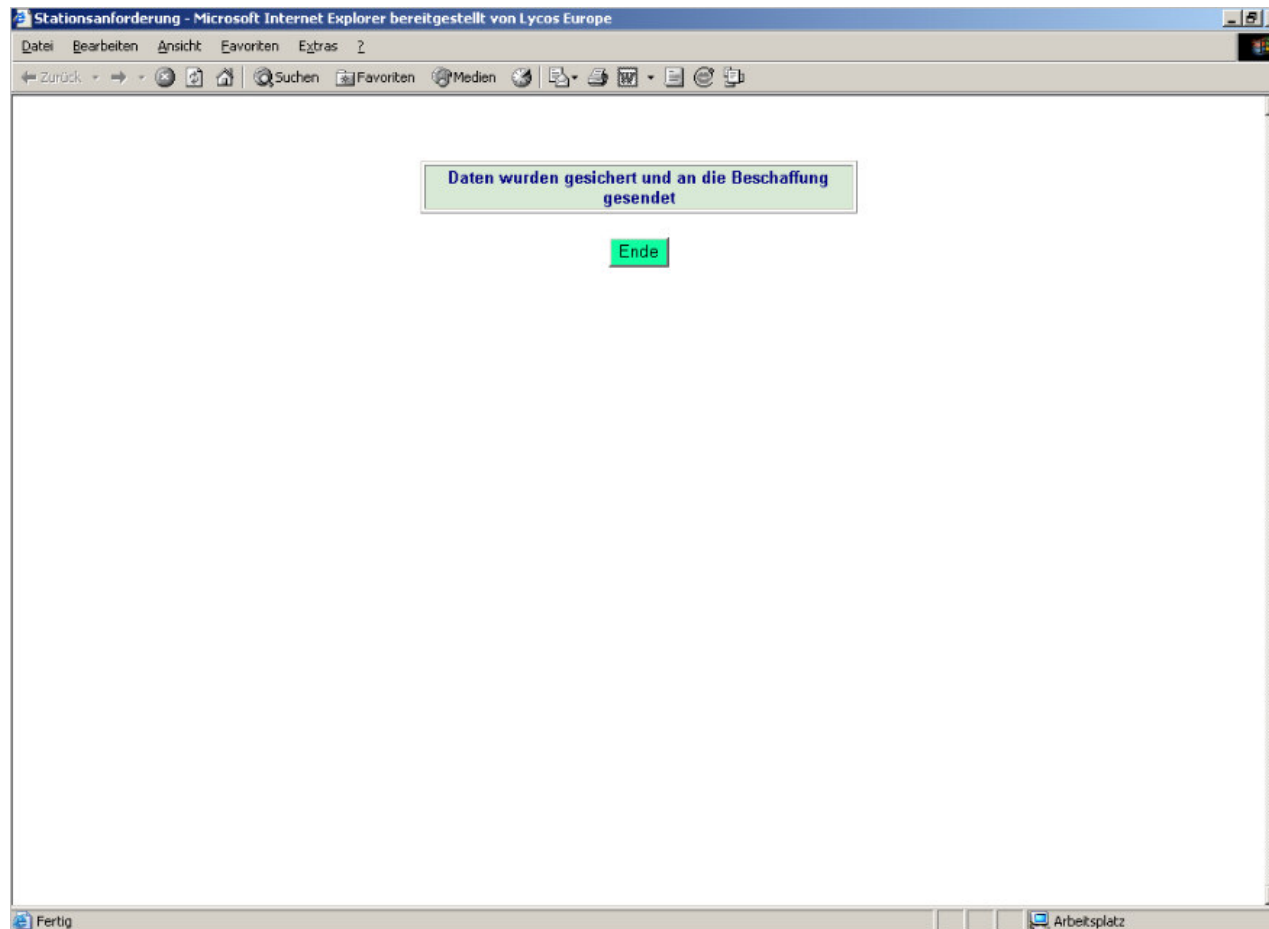 Stationsanforderung - Microsoft Internet Explorer bereitgestellt von Lycos Europe
Datei Bearbeiten Ansicht Favoriten Extras ?
Zurück Suchen Favoriten Medien
Daten wurden gesichert und an die Beschaffung
gesendet
Ende
Fertig Arbeitsplatz